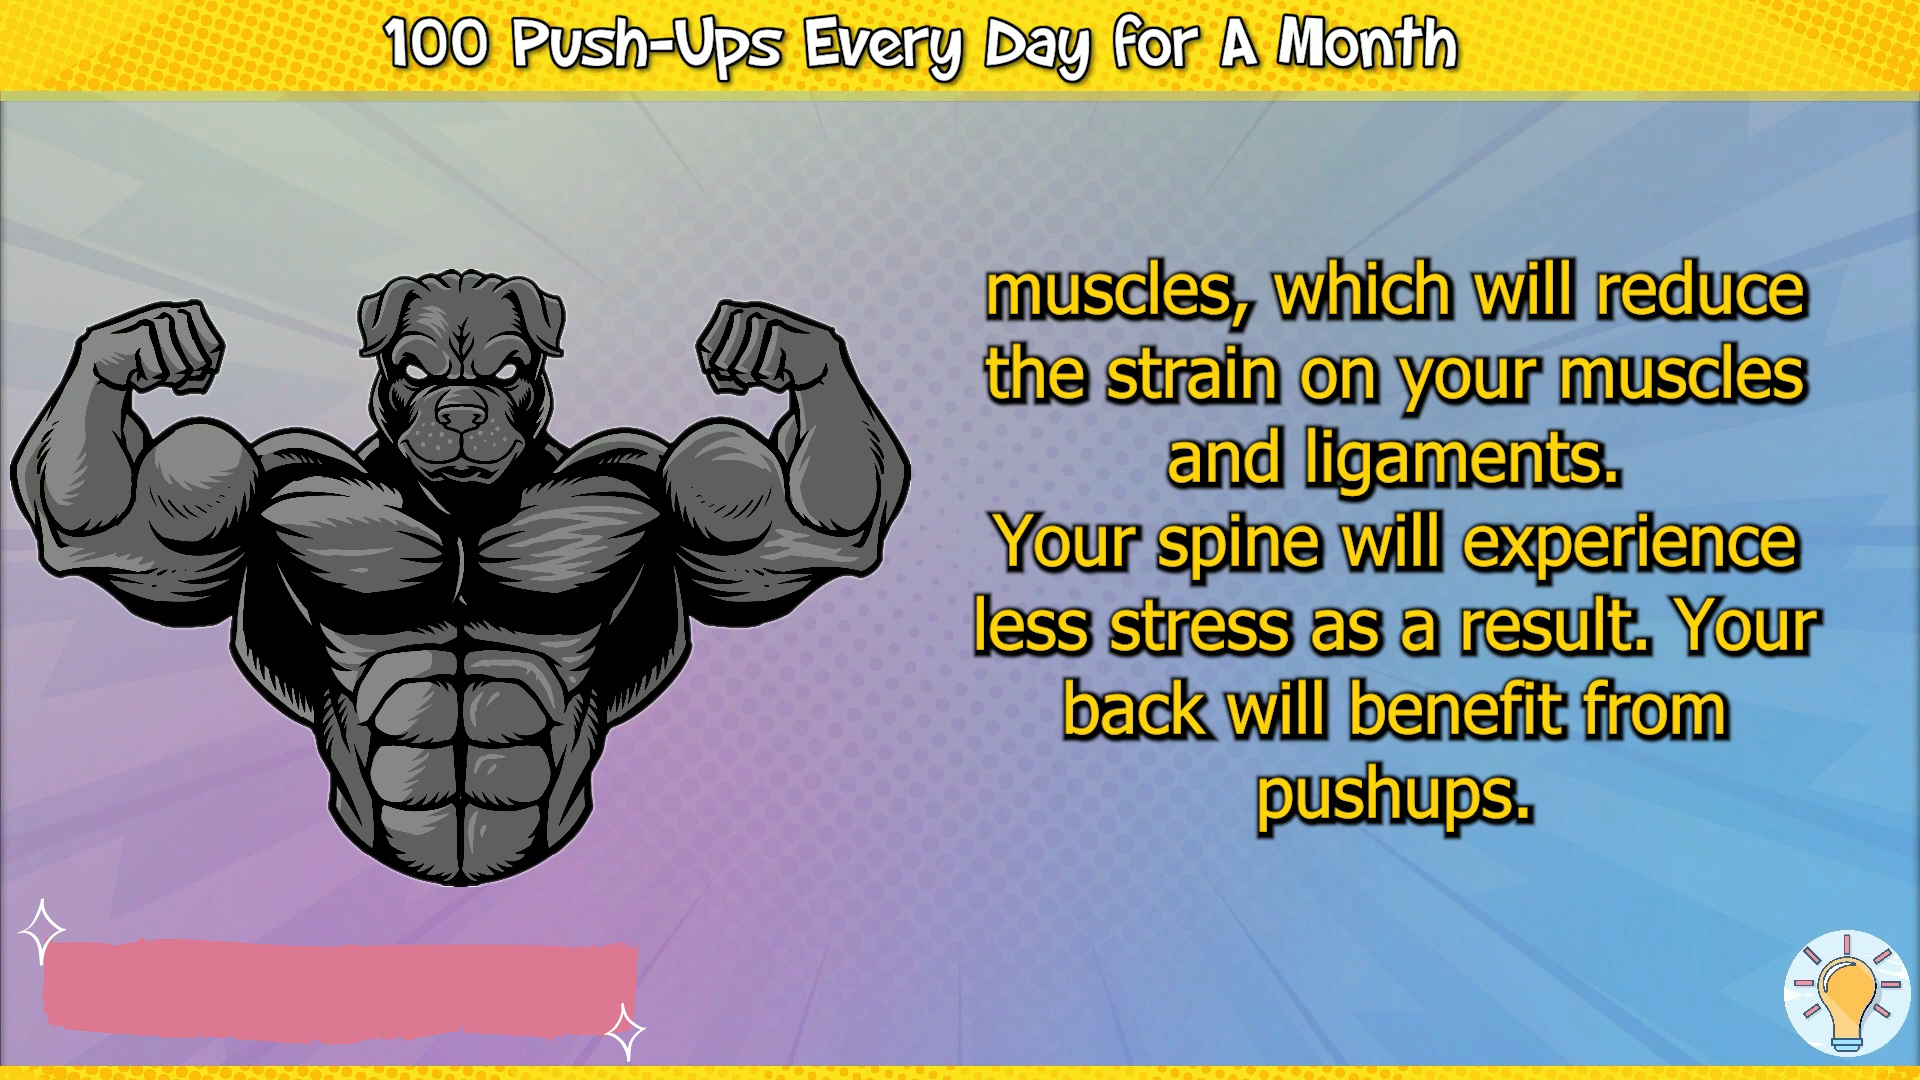 100 Push-Ups Every Day for A Month
muscles, which will reduce
the strain on your muscles
and ligaments.
Your spine will experience
less stress as a result. Your
back will benefit from
pushups.